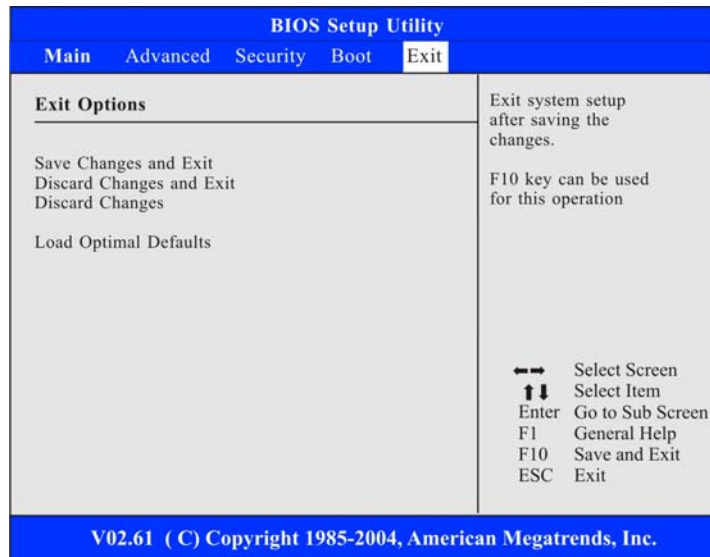 BIOS Setup Utility
Main Advanced Security Boot Exit
Exit Options
Save Changes and Exit
Discard Changes and Exit
Discard Changes
Load Optimal Defaults
Exit system setup
after saving the
changes.
F10 key can be used
for this operation
Select Screen
Select Item
Enter Go to Sub Screen
F1 General Help
F10 Save and Exit
ESC Exit
V02.61 ( C) Copyright 1985-2004, American Megatrends, Inc.